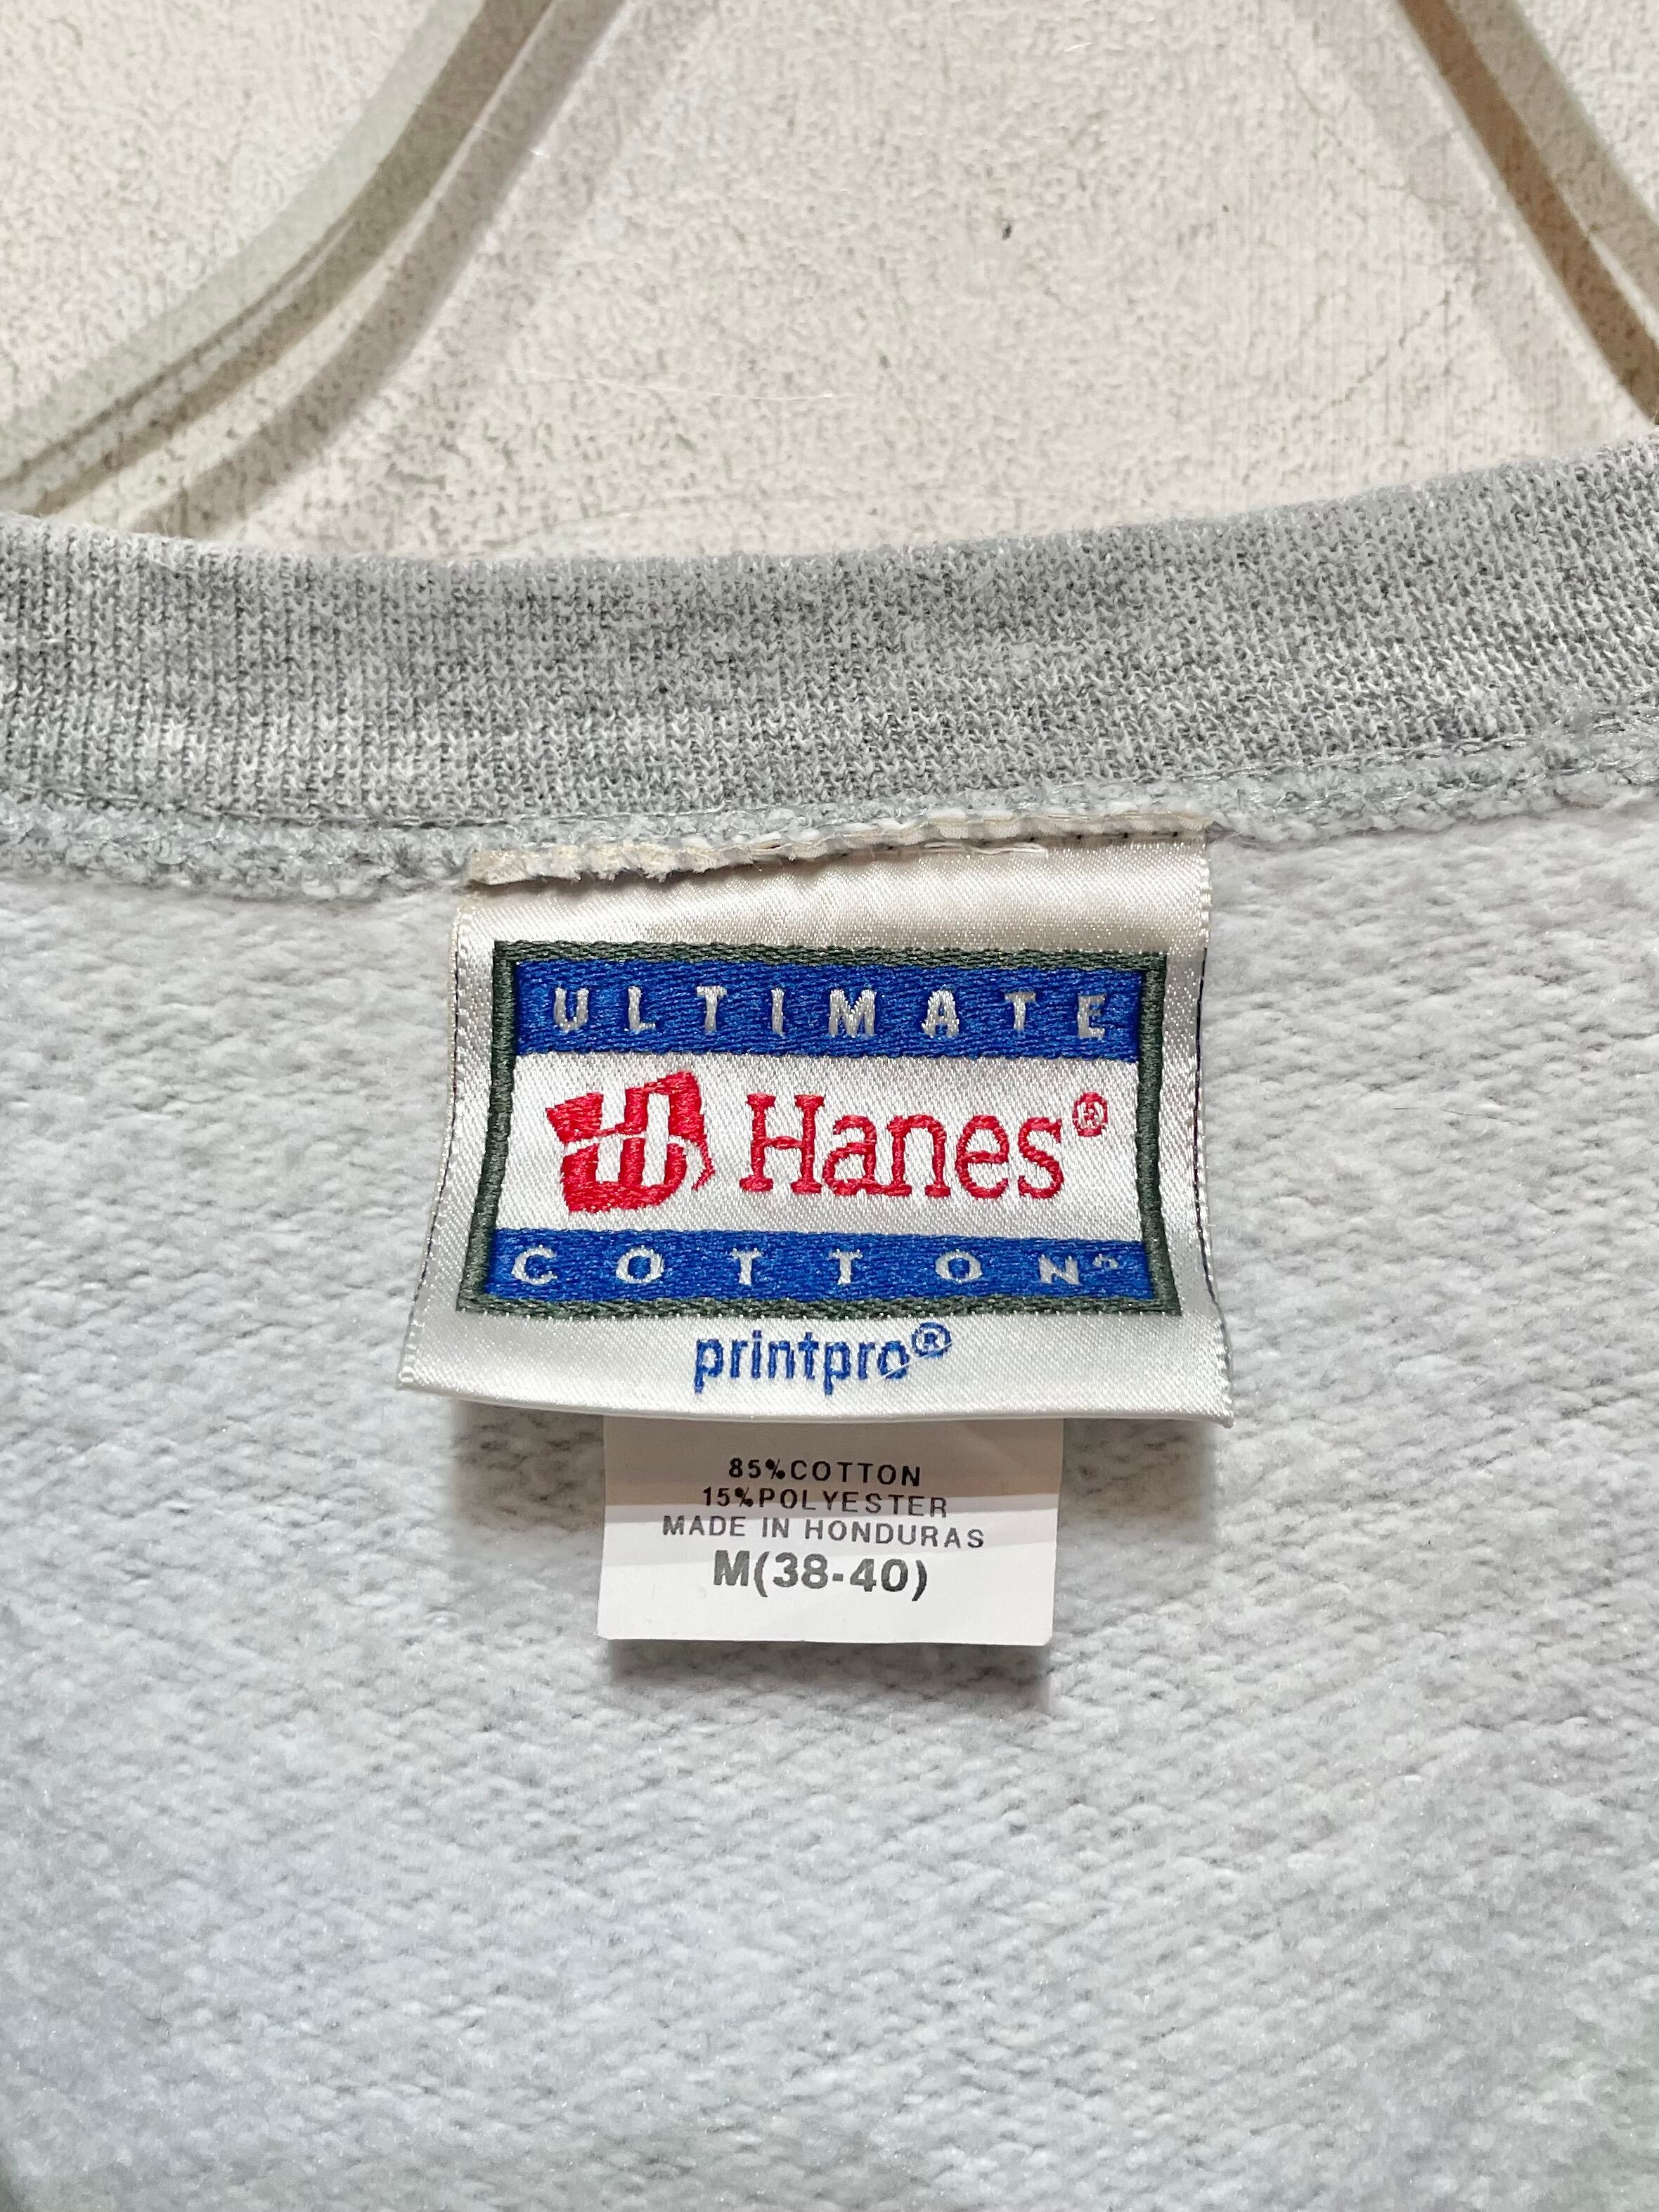 ULTIMATE
Hanes®
COTTON
printpro®
85%COTTON
15%POLYESTER
MADE IN HONDURAS
M(38-40)